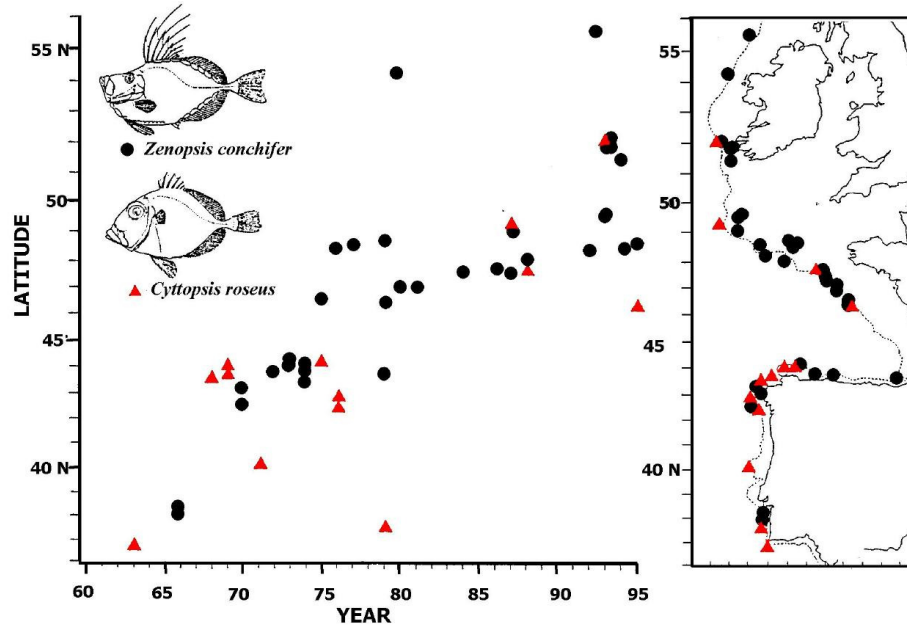 55 N
Zenopsis conchifer
50
Cyttopsis roseus
LATITUDE
45
40 N
60 65 70 75 80 85 90 95
YEAR
55
50
45
40 N